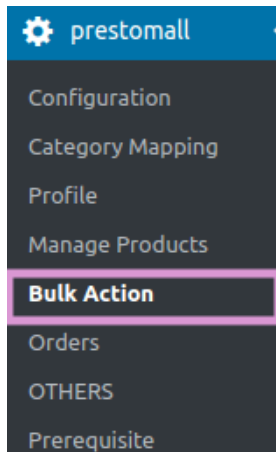 prestomall
Configuration
Category Mapping
Profile
Manage Products
Bulk Action
Orders
OTHERS
Prerequisite